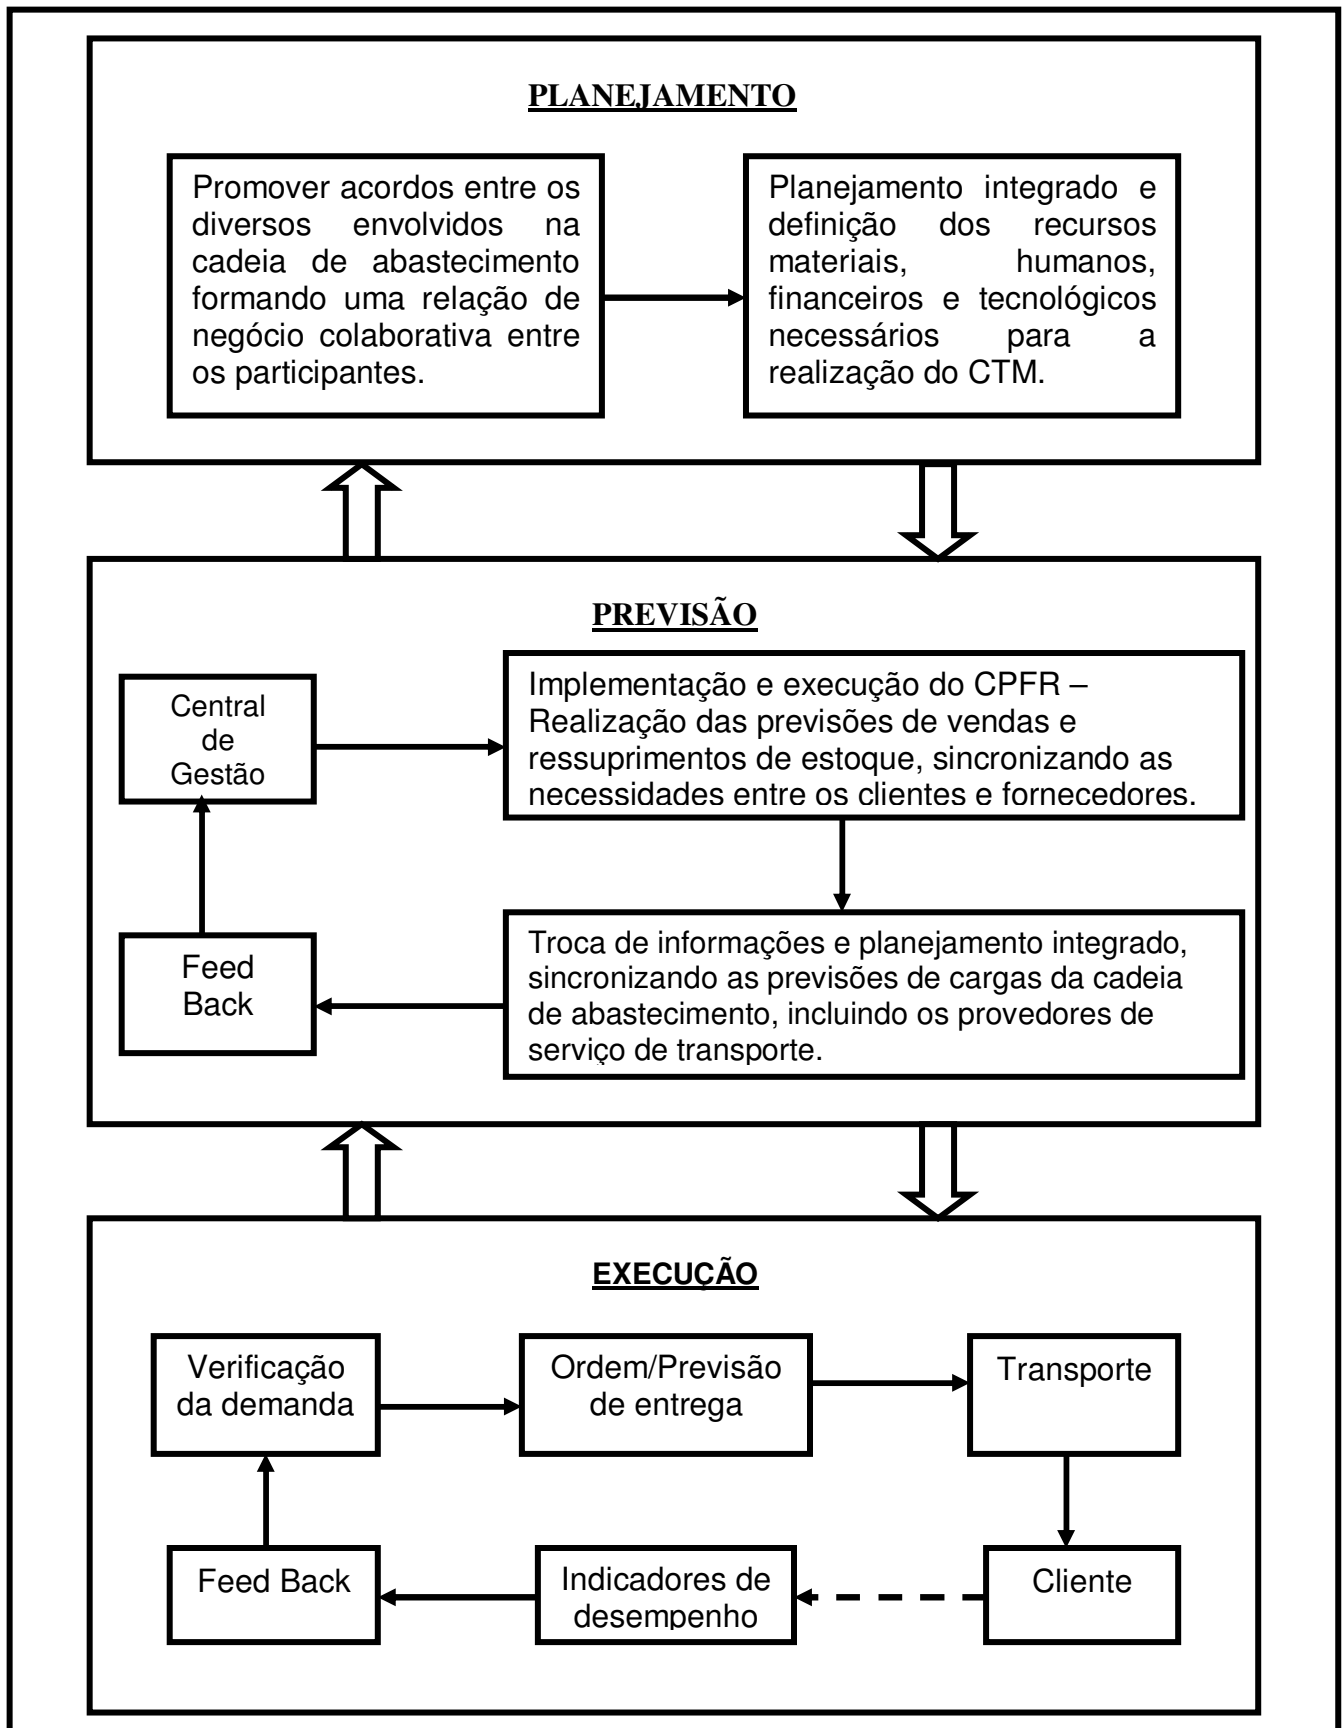 PLANEJAMENTO
Promover acordos entre os
diversos envolvidos na
cadeia de abastecimento
formando uma relação de
negócio colaborativa entre
os participantes.
Planejamento integrado e
definição dos recursos
materiais, humanos,
financeiros e tecnológicos
necessários para a
realização do CTM.
PREVISÃO
Central
de
Gestão
Implementação e execução do CPFR –
Realização das previsões de vendas e
ressuprimentos de estoque, sincronizando as
necessidades entre os clientes e fornecedores.
Feed
Back
Troca de informações e planejamento integrado,
sincronizando as previsões de cargas da cadeia
de abastecimento, incluindo os provedores de
serviço de transporte.
EXECUÇÃO
Verificação
da demanda
Ordem/Previsão
de entrega
Transporte
Feed Back
Indicadores de
desempenho
Cliente